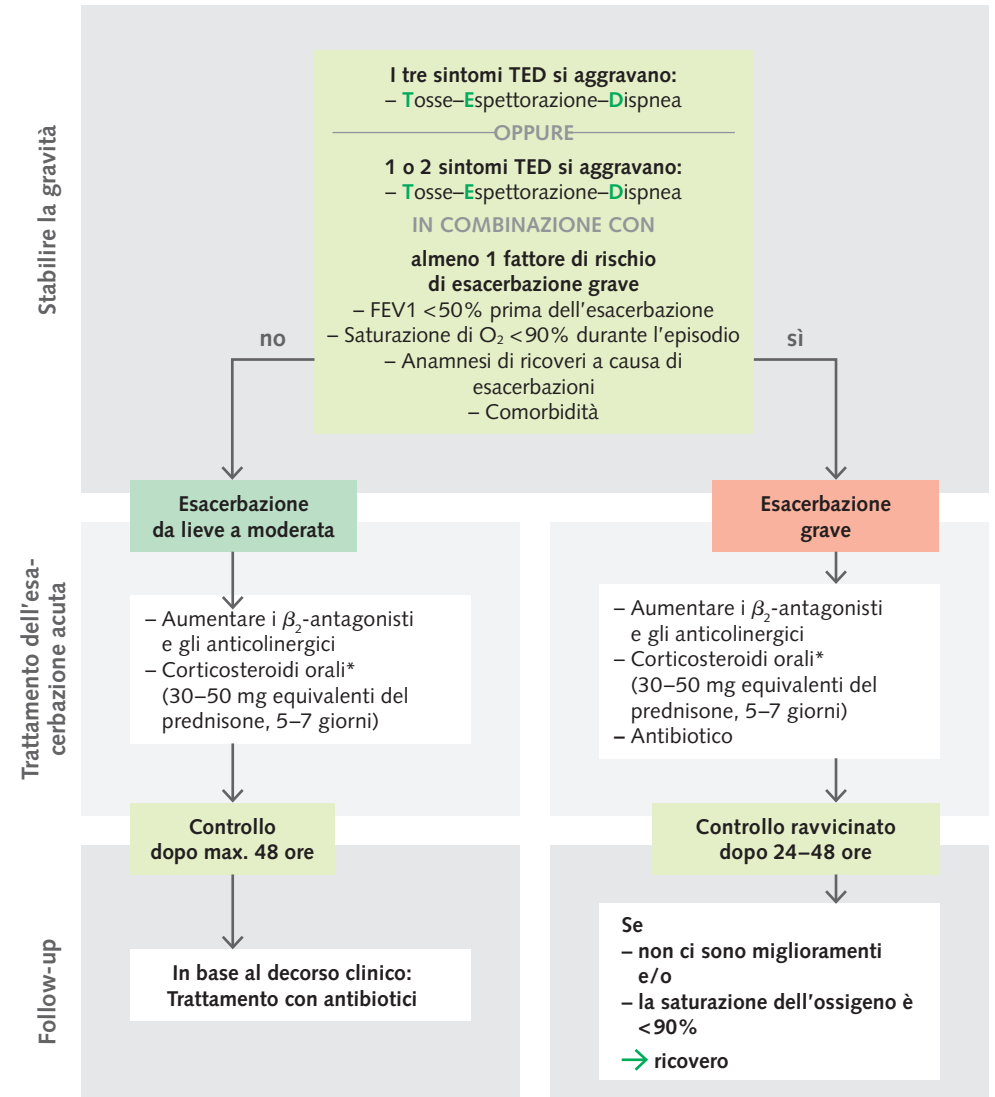 Stabilire la gravità
I tre sintomi TED si aggravano:
– Tosse–Espettorazione–Dispnea
OPPURE
1 o 2 sintomi TED si aggravano:
– Tosse–Espettorazione–Dispnea
IN COMBINAZIONE CON
almeno 1 fattore di rischio
di esacerbazione grave
– FEV1 <50% prima dell'esacerbazione
– Saturazione di O₂ <90% durante l'episodio
– Anamnesi di ricoveri a causa di
esacerbazioni
– Comorbidità
no
sì
Esacerbazione
da lieve a moderata
Esacerbazione
grave
Trattamento dell'esa-
cerbazione acuta
– Aumentare i β₂-antagonisti
e gli anticolinergici
– Corticosteroidi orali*
(30–50 mg equivalenti del
prednisone, 5–7 giorni)
– Aumentare i β₂-antagonisti
e gli anticolinergici
– Corticosteroidi orali*
(30–50 mg equivalenti del
prednisone, 5–7 giorni)
– Antibiotico
Controllo
dopo max. 48 ore
Controllo ravvicinato
dopo 24–48 ore
Follow-up
In base al decorso clinico:
Trattamento con antibiotici
Se
– non ci sono miglioramenti
e/o
– la saturazione dell'ossigeno è
<90%
→ ricovero